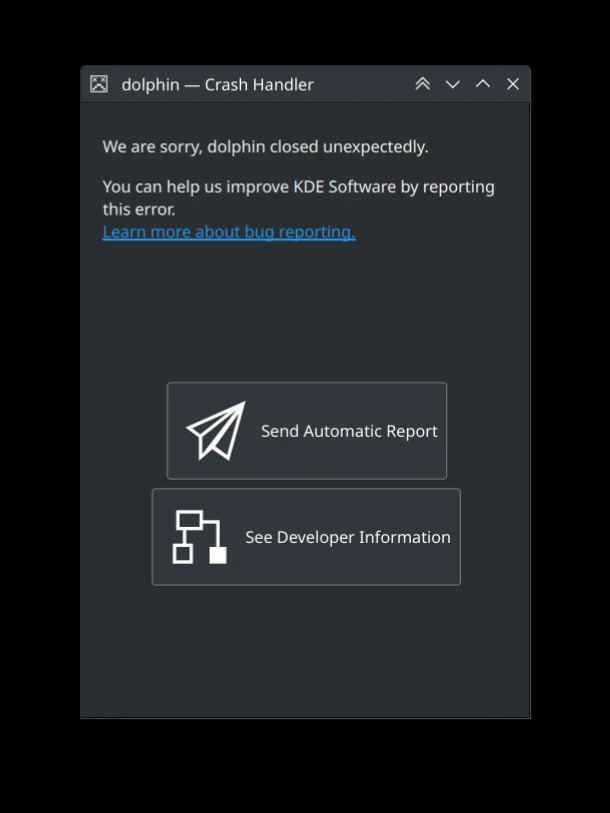 dolphin — Crash Handler
We are sorry, dolphin closed unexpectedly.
You can help us improve KDE Software by reporting
this error.
Learn more about bug reporting.
Send Automatic Report
See Developer Information